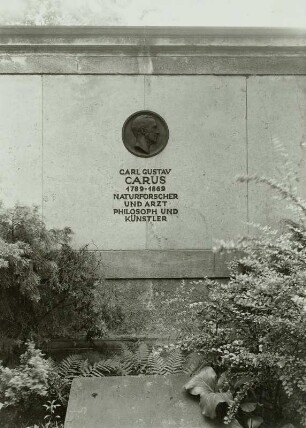 CARL GUSTAV
CARUS
1789-1869
NATURFORSCHER
UND ARZT
PHILOSOPH UND
KÜNSTLER